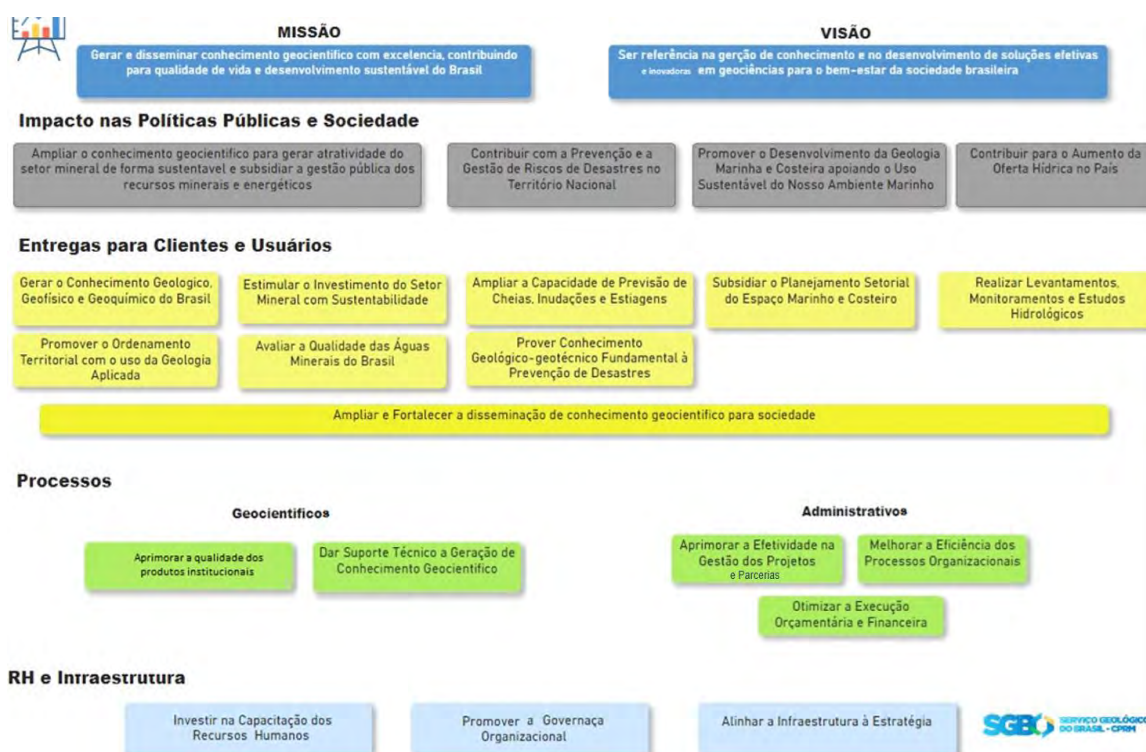 MISSÃO
Gerar e disseminar conhecimento geocientifico com excelencia, contribuindo
para qualidade de vida e desenvolvimento sustentável do Brasil
VISÃO
Ser referência na gerção de conhecimento e no desenvolvimento de soluções efetivas
e inovadoras em geociências para o bem-estar da sociedade brasileira
Impacto nas Políticas Públicas e Sociedade
Ampliar o conhecimento geocientifico para gerar atratividade do
setor mineral de forma sustentavel e subsidiar a gestão pública dos
recursos minerais e energéticos
Contribuir com a Prevenção e a
Gestão de Riscos de Desastres no
Território Nacional
Promover o Desenvolvimento da Geologia
Marinha e Costeira apoiando o Uso
Sustentável do Nosso Ambiente Marinho
Contribuir para o Aumento da
Oferta Hídrica no País
Entregas para Clientes e Usuários
Gerar o Conhecimento Geologico,
Geofísico e Geoquímico do Brasil
Estimular o Investimento do Setor
Mineral com Sustentabilidade
Ampliar a Capacidade de Previsão de
Cheias, Inudações e Estiagens
Subsidiar o Planejamento Setorial
do Espaço Marinho e Costeiro
Realizar Levantamentos,
Monitoramentos e Estudos
Hidrológicos
Promover o Ordenamento
Territorial com o uso da Geologia
Aplicada
Avaliar a Qualidade das Águas
Minerais do Brasil
Prover Conhecimento
Geológico-geotécnico Fundamental à
Prevenção de Desastres
Ampliar e Fortalecer a disseminação de conhecimento geocientifico para sociedade
Processos
Geocientificos
Administrativos
Aprimorar a qualidade dos
produtos institucionais
Dar Suporte Técnico a Geração de
Conhecimento Geocientifico
Aprimorar a Efetividade na
Gestão dos Projetos
e Parcerias
Melhorar a Eficiência dos
Processos Organizacionais
Otimizar a Execução
Orçamentária e Financeira
RH e Infraestrutura
Investir na Capacitação dos
Recursos Humanos
Promover a Governaça
Organizacional
Alinhar a Infraestrutura à Estratégia
SGB SERVIÇO GEOLÓGICO
DO BRASIL - CPRM